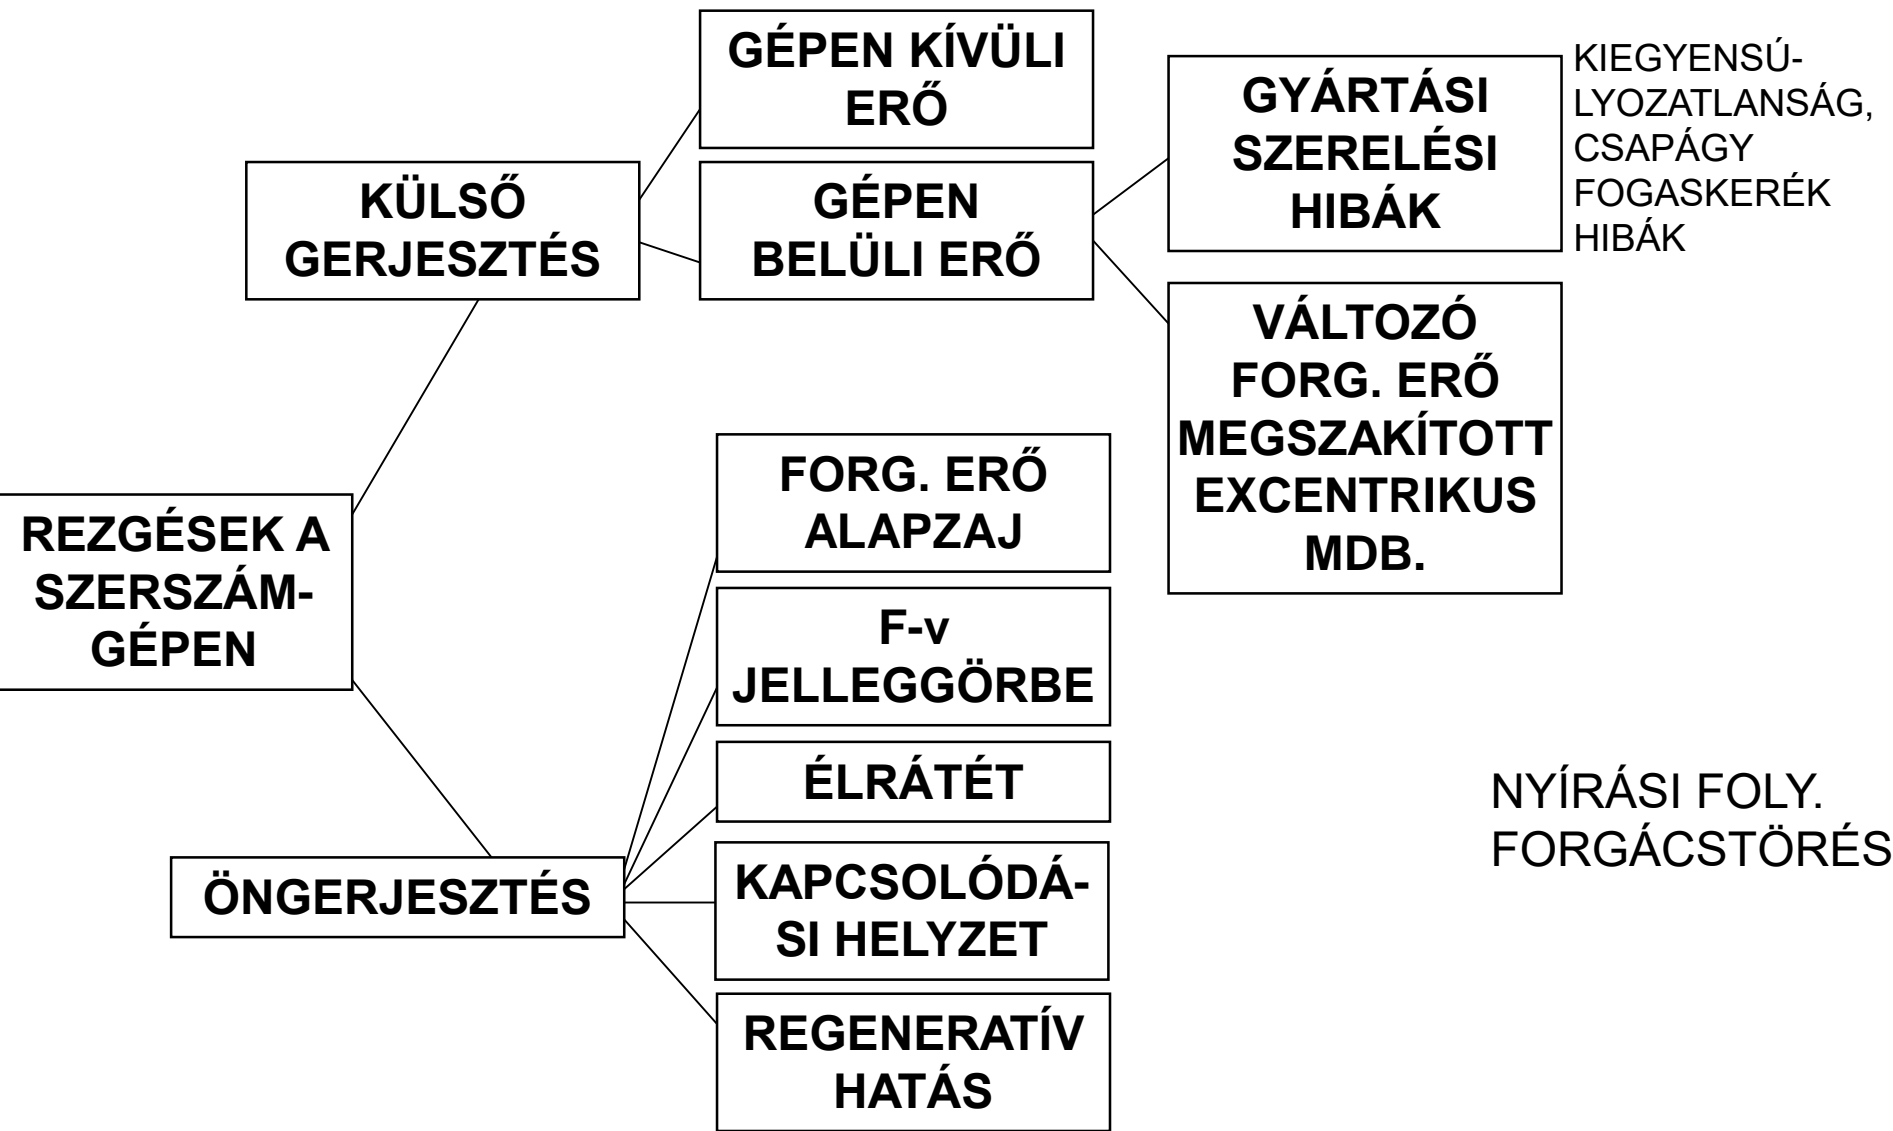 GÉPEN KÍVÜLI
ERŐ
GYÁRTÁSI
SZERELÉSI
HIBÁK
KIEGYENSÚ-
LYOZATLANSÁG,
CSAPÁGY
FOGASKERÉK
HIBÁK
KÜLSŐ
GERJESZTÉS
GÉPEN
BELÜLI ERŐ
VÁLTOZÓ
FORG. ERŐ
MEGSZAKÍTOTT
EXCENTRIKUS
MDB.
REZGÉSEK A
SZERSZÁM-
GÉPEN
FORG. ERŐ
ALAPZAJ
F-v
JELLEGGÖRBE
ÉLRÁTÉT
NYÍRÁSI FOLY.
FORGÁCSTÖRÉS
ÖNGERJESZTÉS
KAPCSOLÓDÁ-
SI HELYZET
REGENERATÍV
HATÁS